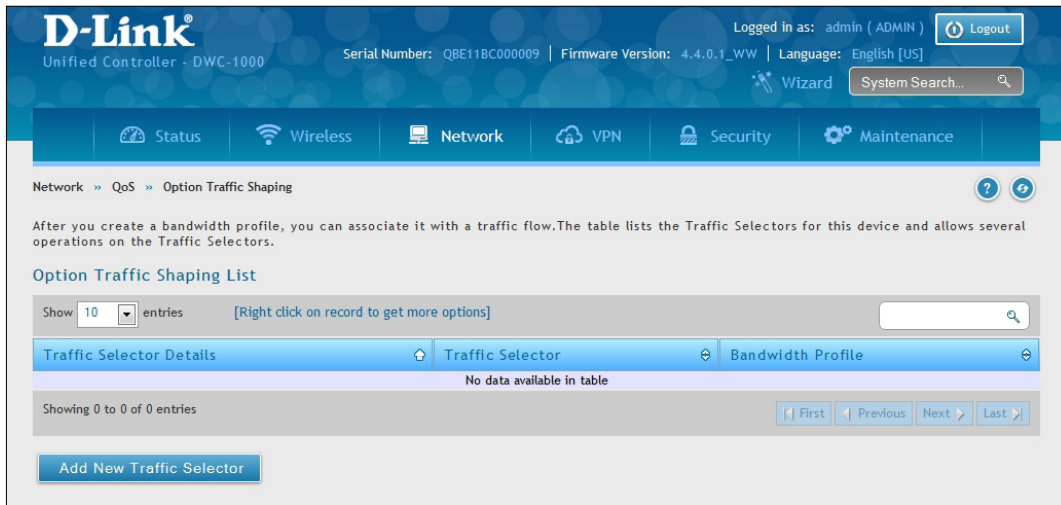 D-Link®
Logged in as: admin ( ADMIN ) Logout
Unified Controller - DWC-1000
Serial Number: QBE11BC000009 | Firmware Version: 4.4.0.1_WW | Language: English [US]
Wizard System Search...
Status Wireless Network VPN Security Maintenance
Network » QoS » Option Traffic Shaping ?
After you create a bandwidth profile, you can associate it with a traffic flow.The table lists the Traffic Selectors for this device and allows several
operations on the Traffic Selectors.
Option Traffic Shaping List
Show 10 entries [Right click on record to get more options]
Traffic Selector Details Traffic Selector Bandwidth Profile
No data available in table
Showing 0 to 0 of 0 entries First Previous Next Last
Add New Traffic Selector